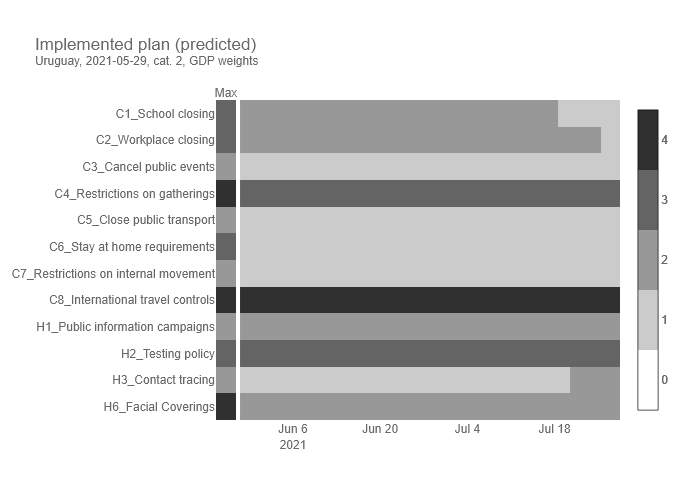 Implemented plan (predicted)
Uruguay, 2021-05-29, cat. 2, GDP weights
Max
C1_School closing
C2_Workplace closing
C3_Cancel public events
C4_Restrictions on gatherings
C5_Close public transport
C6_Stay at home requirements
C7_Restrictions on internal movement
C8_International travel controls
H1_Public information campaigns
H2_Testing policy
H3_Contact tracing
H6_Facial Coverings
4
3
2
1
0
Jun 6 Jun 20 Jul 4 Jul 18
2021